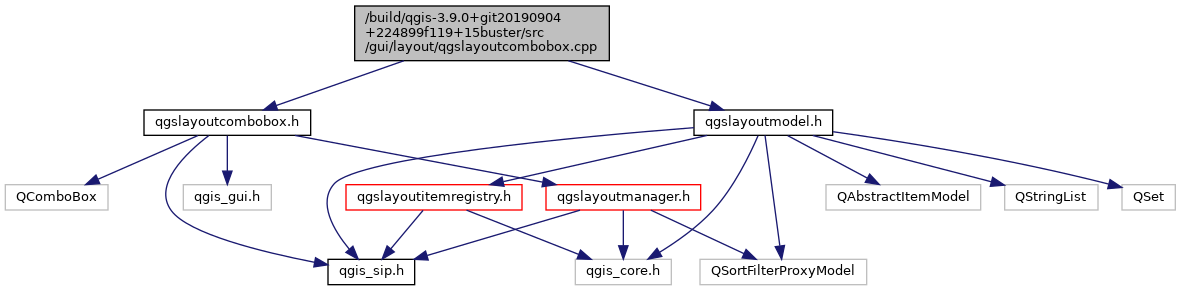 /build/qgis-3.9.0+git20190904
+224899f119+15buster/src
/gui/layout/qgslayoutcombobox.cpp
qgslayoutcombobox.h
qgslayoutmodel.h
QComboBox
qgis_gui.h
qgslayoutitemregistry.h
qgslayoutmanager.h
QAbstractItemModel
QStringList
QSet
qgis_sip.h
qgis_core.h
QSortFilterProxyModel